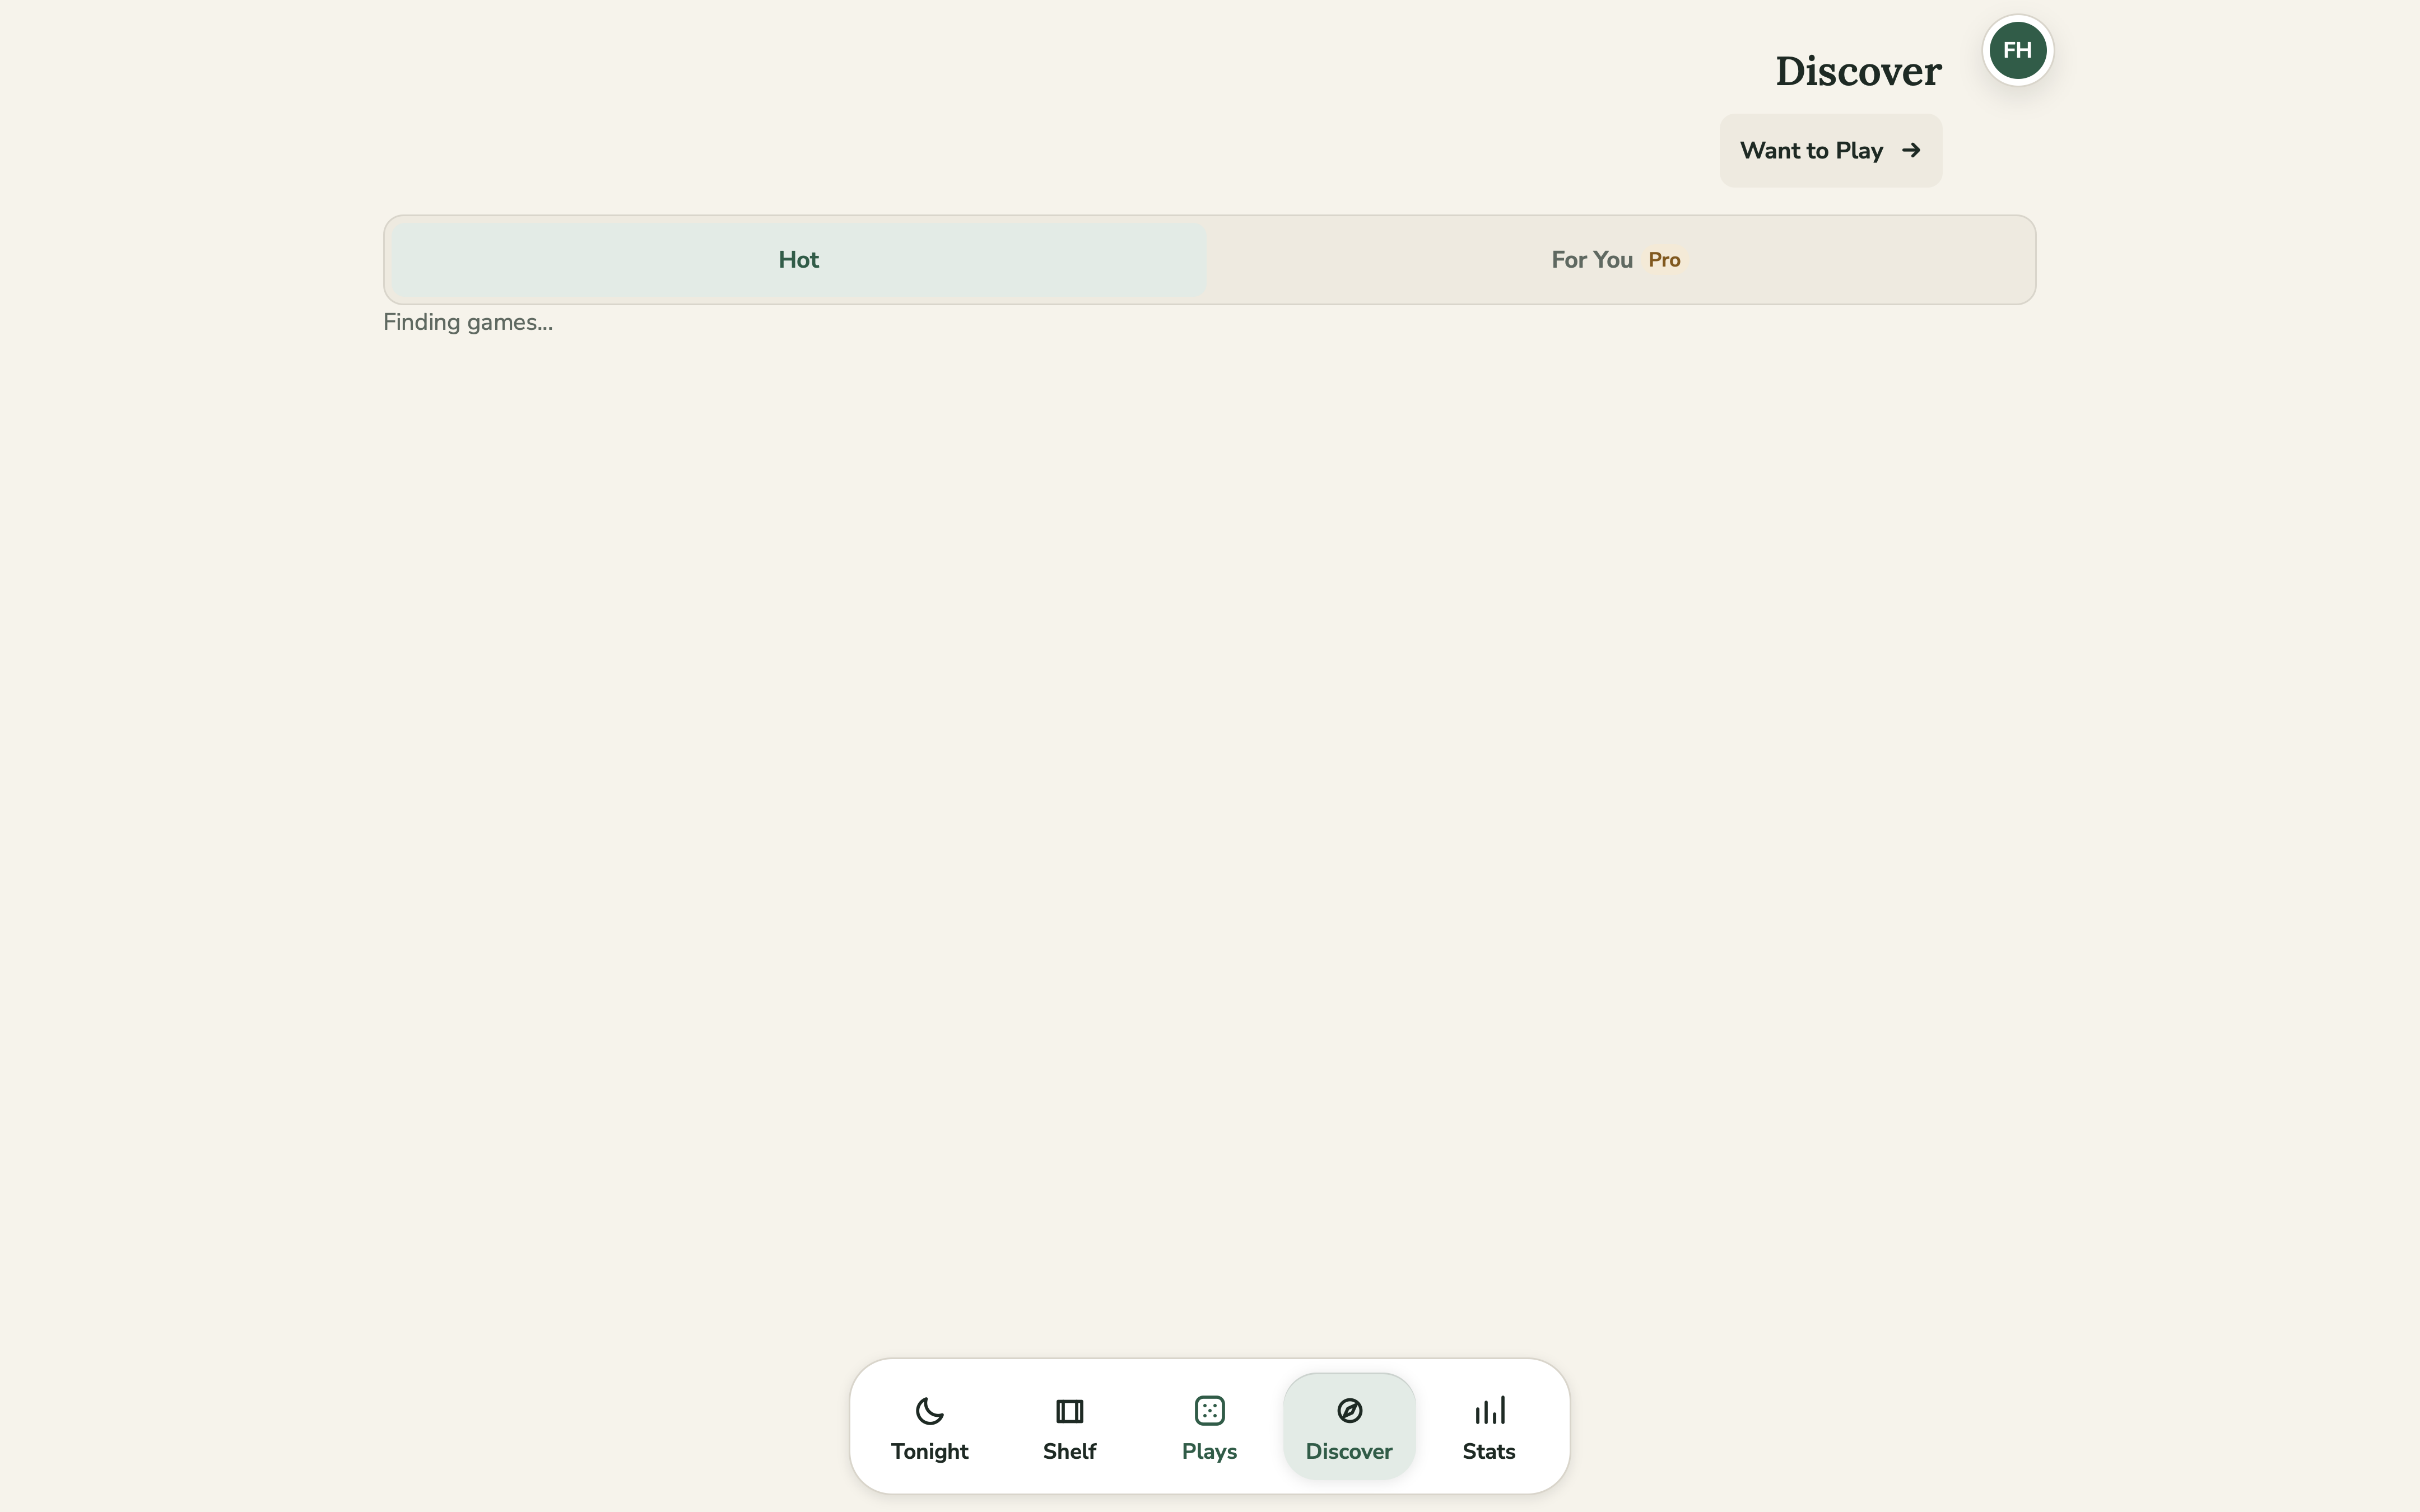 FH
Discover
Want to Play
Hot
For You Pro
Finding games...
Tonight
Shelf
Plays
Discover
Stats